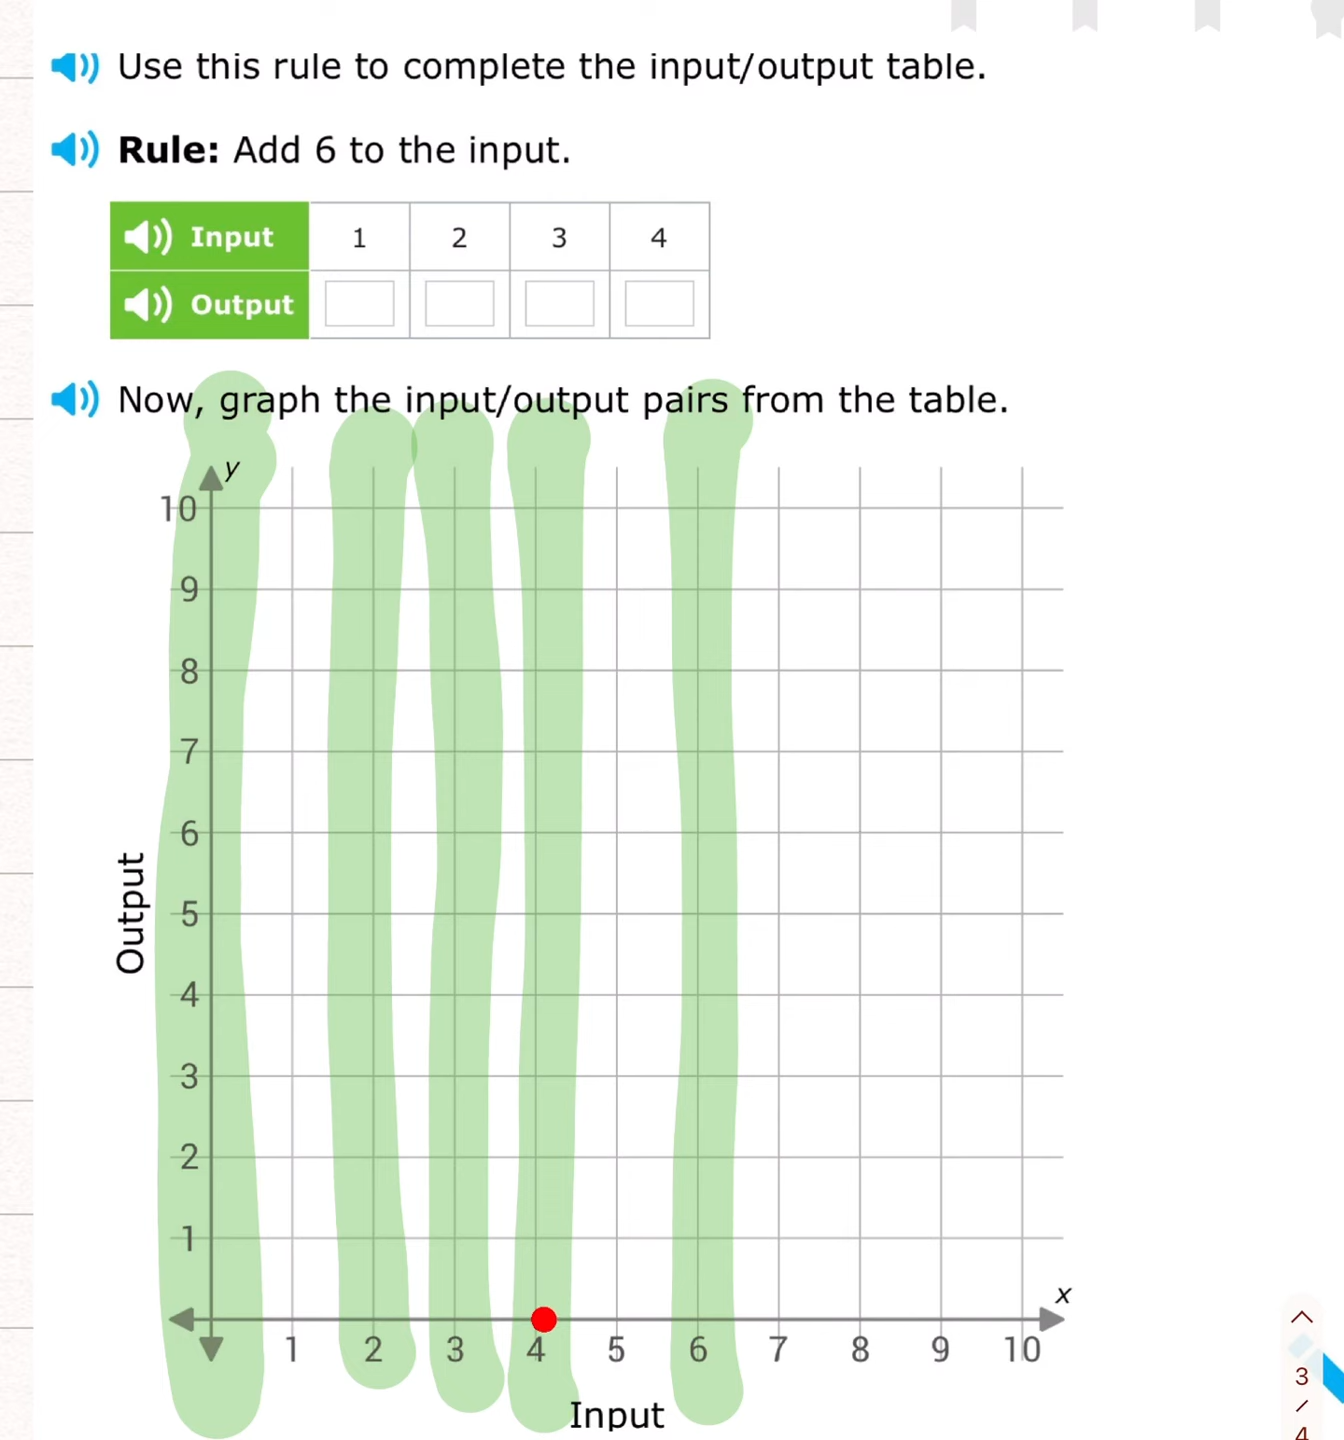 Use this rule to complete the input/output table.
Rule: Add 6 to the input.
Input 1 2 3 4
Output
Now, graph the input/output pairs from the table.
y
10
9
8
7
6
5
4
3
2
1
Output
x
1 2 3 4 5 6 7 8 9 10
Input
3
/
4